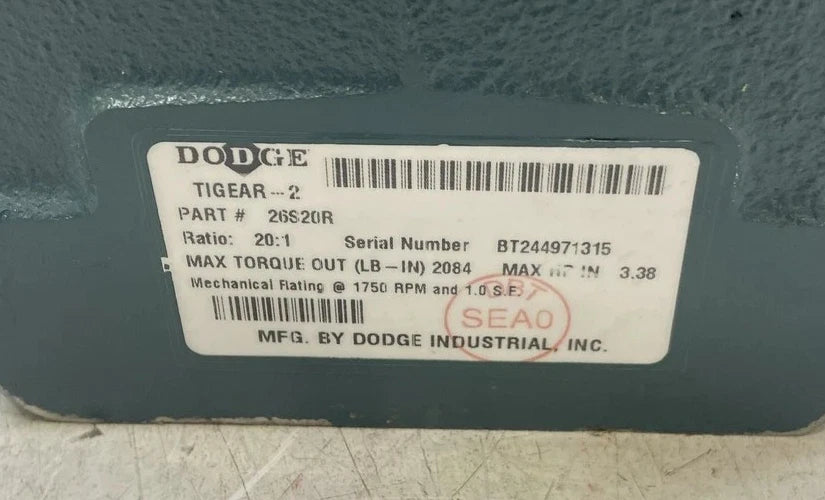 DODGE
TIGEAR-2
PART # 26S20R
Ratio: 20:1 Serial Number BT244971315
MAX TORQUE OUT (LB-IN) 2084 MAX HP IN 3.38
Mechanical Rating @ 1750 RPM and 1.0 S.F.
SEA0
MFG. BY DODGE INDUSTRIAL, INC.